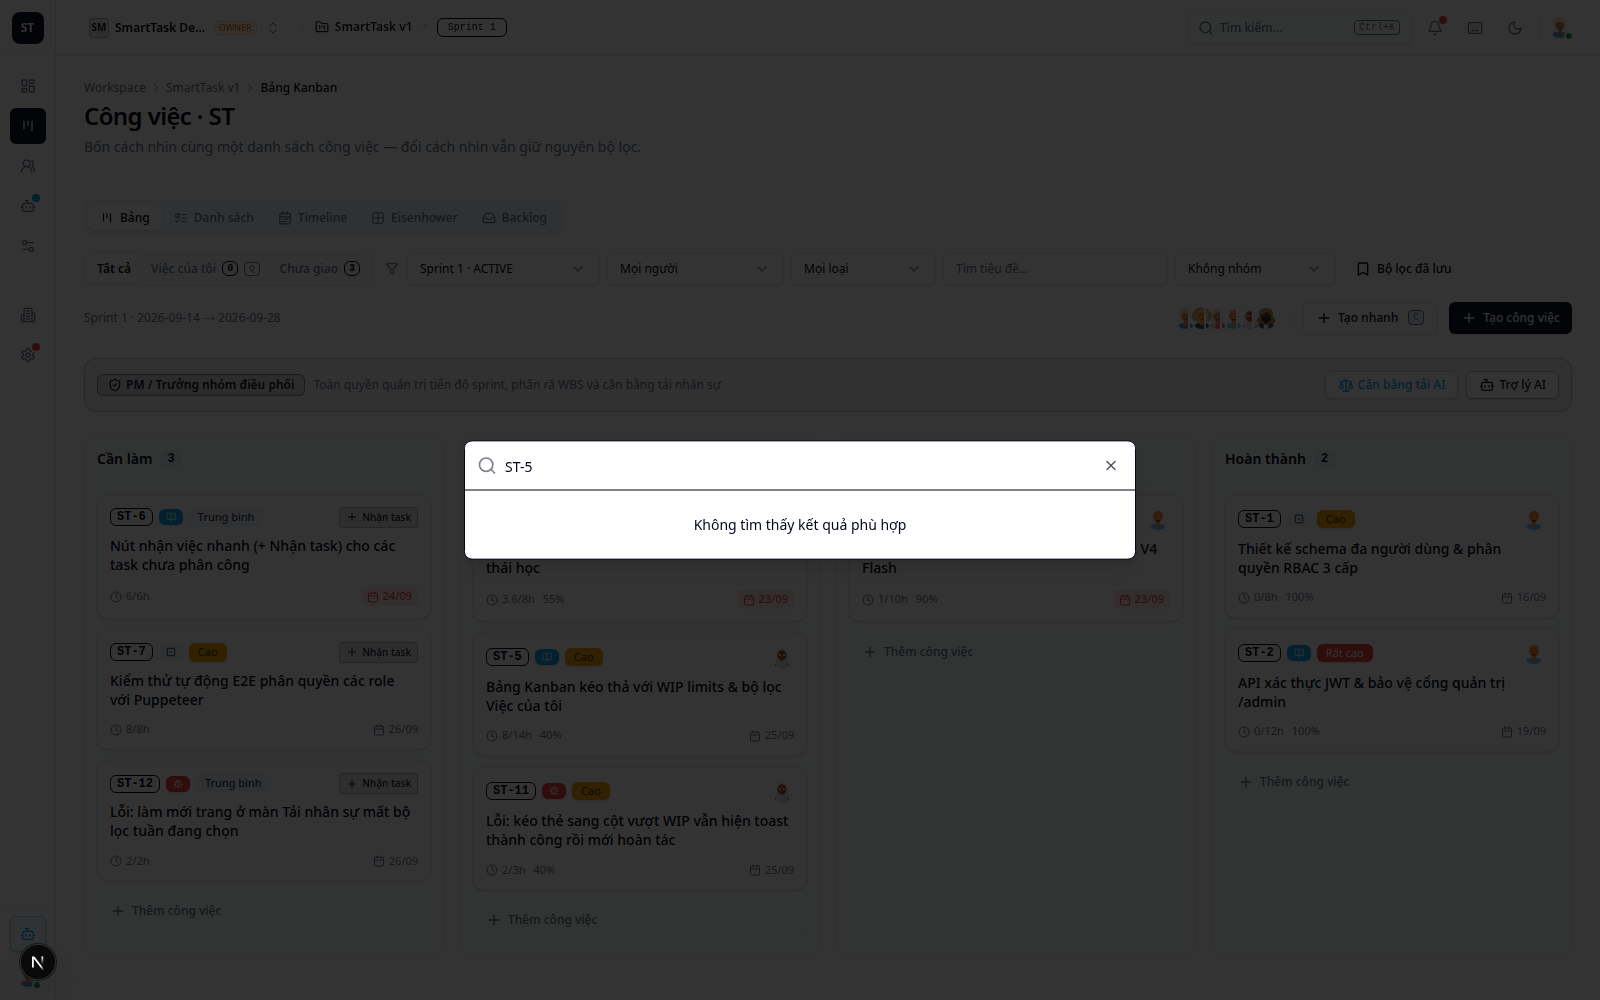 ST
SM SmartTask De... OWNER
SmartTask v1
Sprint 1
Tìm kiếm...
Ctrl+K
Workspace > SmartTask v1 > Bảng Kanban
Công việc · ST
Bốn cách nhìn cùng một danh sách công việc — đổi cách nhìn vẫn giữ nguyên bộ lọc.
Bảng
Danh sách
Timeline
Eisenhower
Backlog
Tất cả
Việc của tôi 0 Q
Chưa giao 3
Sprint 1 · ACTIVE
Mọi người
Mọi loại
Tìm tiêu đề...
Không nhóm
Bộ lọc đã lưu
Sprint 1 · 2026-09-14 → 2026-09-28
+ Tạo nhanh C
+ Tạo công việc
PM / Trưởng nhóm điều phối
Toàn quyền quản trị tiến độ sprint, phân rã WBS và cân bằng tải nhân sự
Cân bằng tải AI
Trợ lý AI
ST-5
Không tìm thấy kết quả phù hợp
Cần làm 3
ST-6 Trung bình + Nhận task
Nút nhận việc nhanh (+ Nhận task) cho các
task chưa phân công
6/6h 24/09
ST-7 Cao + Nhận task
Kiểm thử tự động E2E phân quyền các role
với Puppeteer
8/8h 26/09
ST-12 Trung bình + Nhận task
Lỗi: làm mới trang ở màn Tải nhân sự mất bộ
lọc tuần đang chọn
2/2h 26/09
+ Thêm công việc
thái học
3.6/8h 55% 23/09
ST-5 Cao
Bảng Kanban kéo thả với WIP limits & bộ lọc
Việc của tôi
8/14h 40% 25/09
ST-11 Cao
Lỗi: kéo thẻ sang cột vượt WIP vẫn hiện toast
thành công rồi mới hoàn tác
2/3h 40% 25/09
+ Thêm công việc
V4
Flash
1/10h 90% 23/09
+ Thêm công việc
Hoàn thành 2
ST-1 Cao
Thiết kế schema đa người dùng & phân
quyền RBAC 3 cấp
0/8h 100% 16/09
ST-2 Rất cao
API xác thực JWT & bảo vệ cổng quản trị
/admin
0/12h 100% 19/09
+ Thêm công việc
N